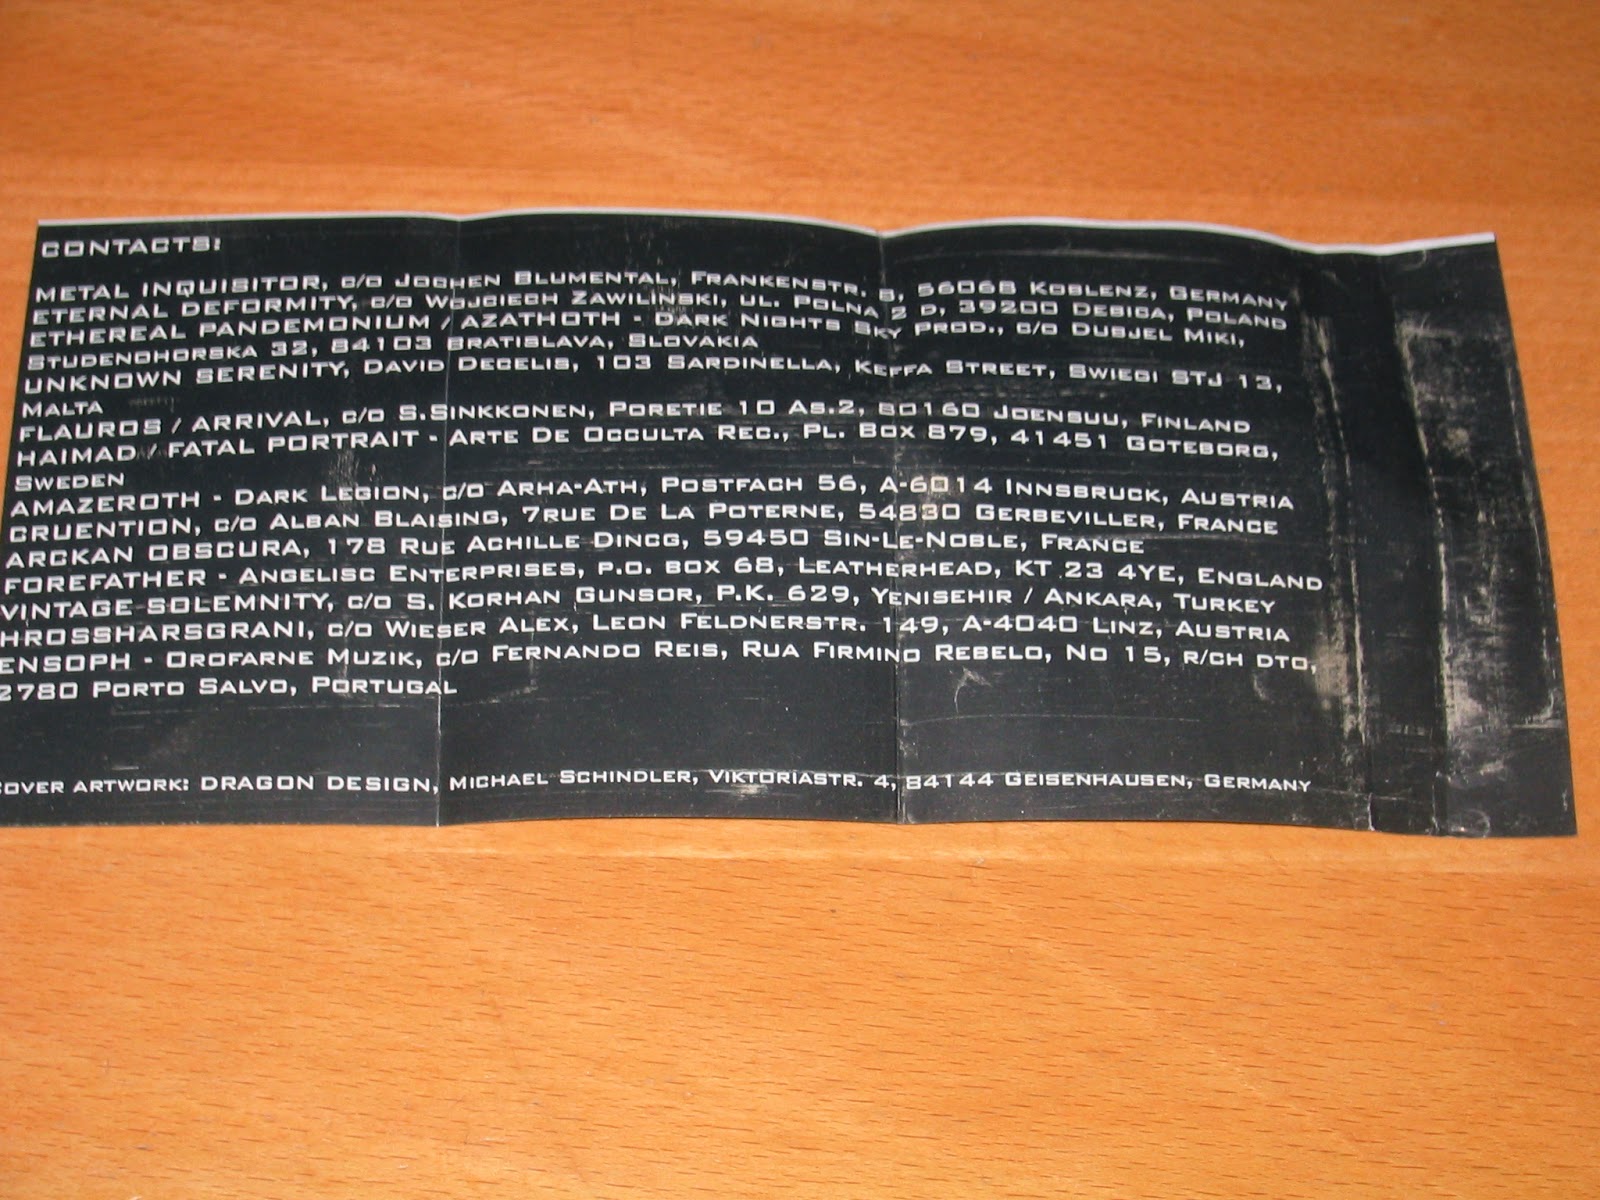 CONTACTS:
METAL INQUISITOR, C/O JOCHEN BLUMENTAL, FRANKENSTR. 8, 56068 KOBLENZ, GERMANY
ETERNAL DEFORMITY, C/O WOJCIECH ZAWILINSKI, UL. POLNA 2 D, 39200 DEBICA, POLAND
ETHEREAL PANDEMONIUM / AZATHOTH - DARK NIGHTS SKY PROD., C/O DUSJEL MIKI,
STUDENOHORSKA 32, 84103 BRATISLAVA, SLOVAKIA
UNKNOWN SERENITY, DAVID DECELIS, 103 SARDINELLA, KEFFA STREET, SWIEGI STJ 13,
MALTA
FLAUROS / ARRIVAL, C/O S.SINKKONEN, PORETIE 10 AS.2, 80160 JOENSUU, FINLAND
HAIMAD / FATAL PORTRAIT - ARTE DE OCCULTA REC., PL. BOX 879, 41451 GOTEBORG,
SWEDEN
AMAZEROTH - DARK LEGION, C/O ARHA-ATH, POSTFACH 56, A-6014 INNSBRUCK, AUSTRIA
CRUENTION, C/O ALBAN BLAISING, 7RUE DE LA POTERNE, 54830 GERBEVILLER, FRANCE
ARCKAN OBSCURA, 178 RUE ACHILLE DINCG, 59450 SIN-LE-NOBLE, FRANCE
FOREFATHER - ANGELISC ENTERPRISES, P.O. BOX 68, LEATHERHEAD, KT 23 4YE, ENGLAND
VINTAGE SOLEMNITY, C/O S. KORHAN GUNSOR, P.K. 629, YENISEHIR / ANKARA, TURKEY
HROSSHARSGRANI, C/O WIESER ALEX, LEON FELDNERSTR. 149, A-4040 LINZ, AUSTRIA
ENSOPH - OROFARNE MUZIK, C/O FERNANDO REIS, RUA FIRMINO REBELO, NO 15, R/CH DTO,
2780 PORTO SALVO, PORTUGAL
COVER ARTWORK: DRAGON DESIGN, MICHAEL SCHINDLER, VIKTORIASTR. 4, 84144 GEISENHAUSEN, GERMANY